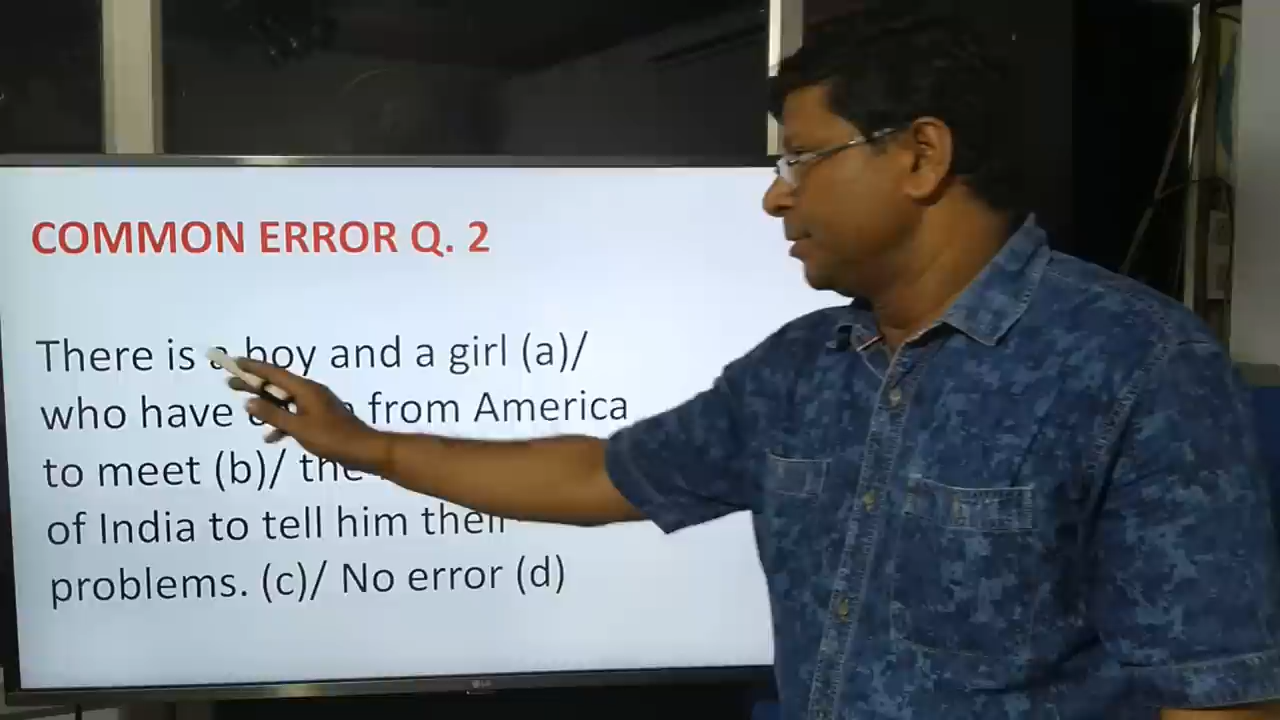 COMMON ERROR Q. 2
There is a boy and a girl (a)/
who have from America
to meet (b)/ the
of India to tell him their
problems. (c)/ No error (d)
LG